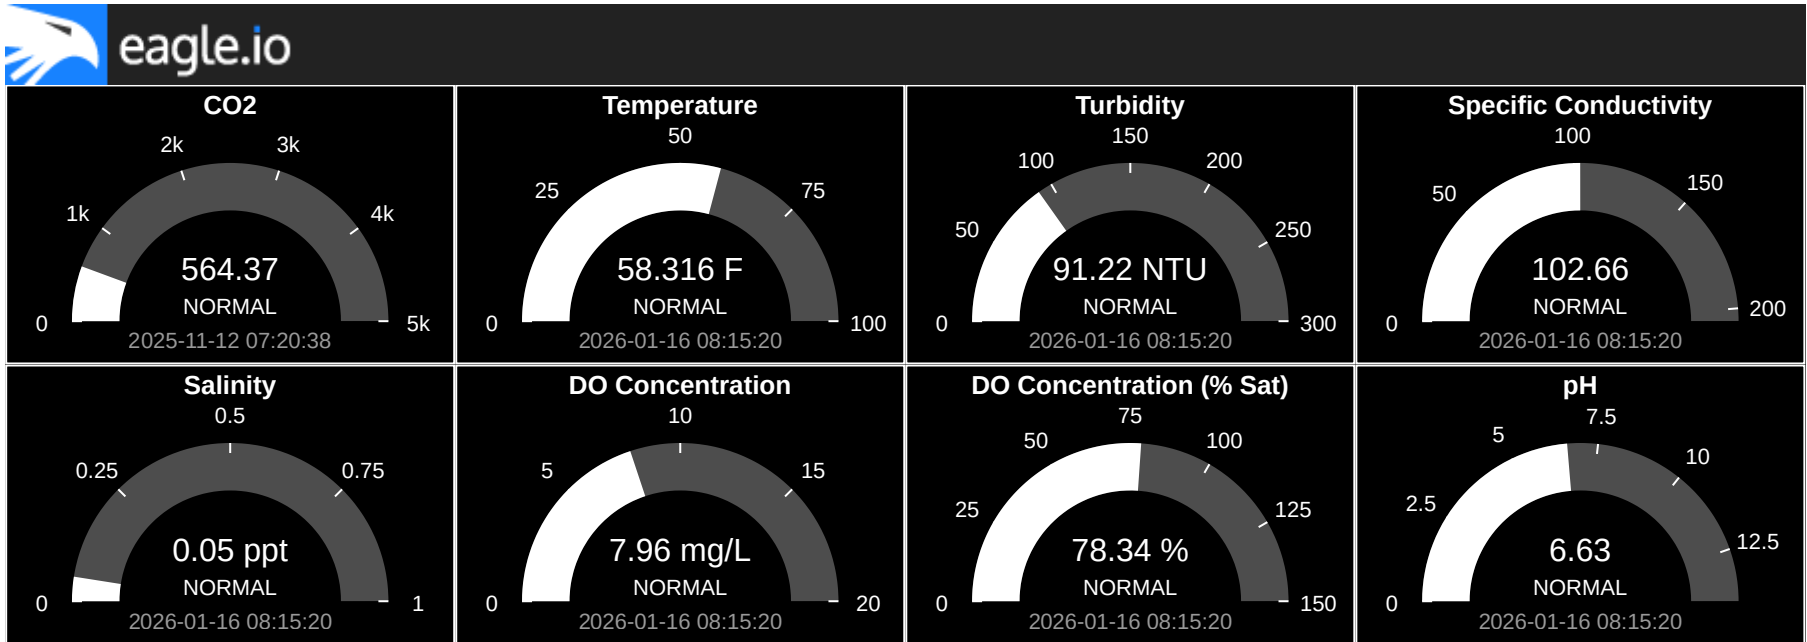 eagle.io
CO2
0
1k
2k
3k
4k
5k
564.37
NORMAL
2025-11-12 07:20:38
Temperature
0
25
50
75
100
58.316 F
NORMAL
2026-01-16 08:15:20
Turbidity
0
50
100
150
200
250
300
91.22 NTU
NORMAL
2026-01-16 08:15:20
Specific Conductivity
0
50
100
150
200
102.66
NORMAL
2026-01-16 08:15:20
Salinity
0
0.25
0.5
0.75
1
0.05 ppt
NORMAL
2026-01-16 08:15:20
DO Concentration
0
5
10
15
20
7.96 mg/L
NORMAL
2026-01-16 08:15:20
DO Concentration (% Sat)
0
25
50
75
100
125
150
78.34 %
NORMAL
2026-01-16 08:15:20
pH
0
2.5
5
7.5
10
12.5
6.63
NORMAL
2026-01-16 08:15:20